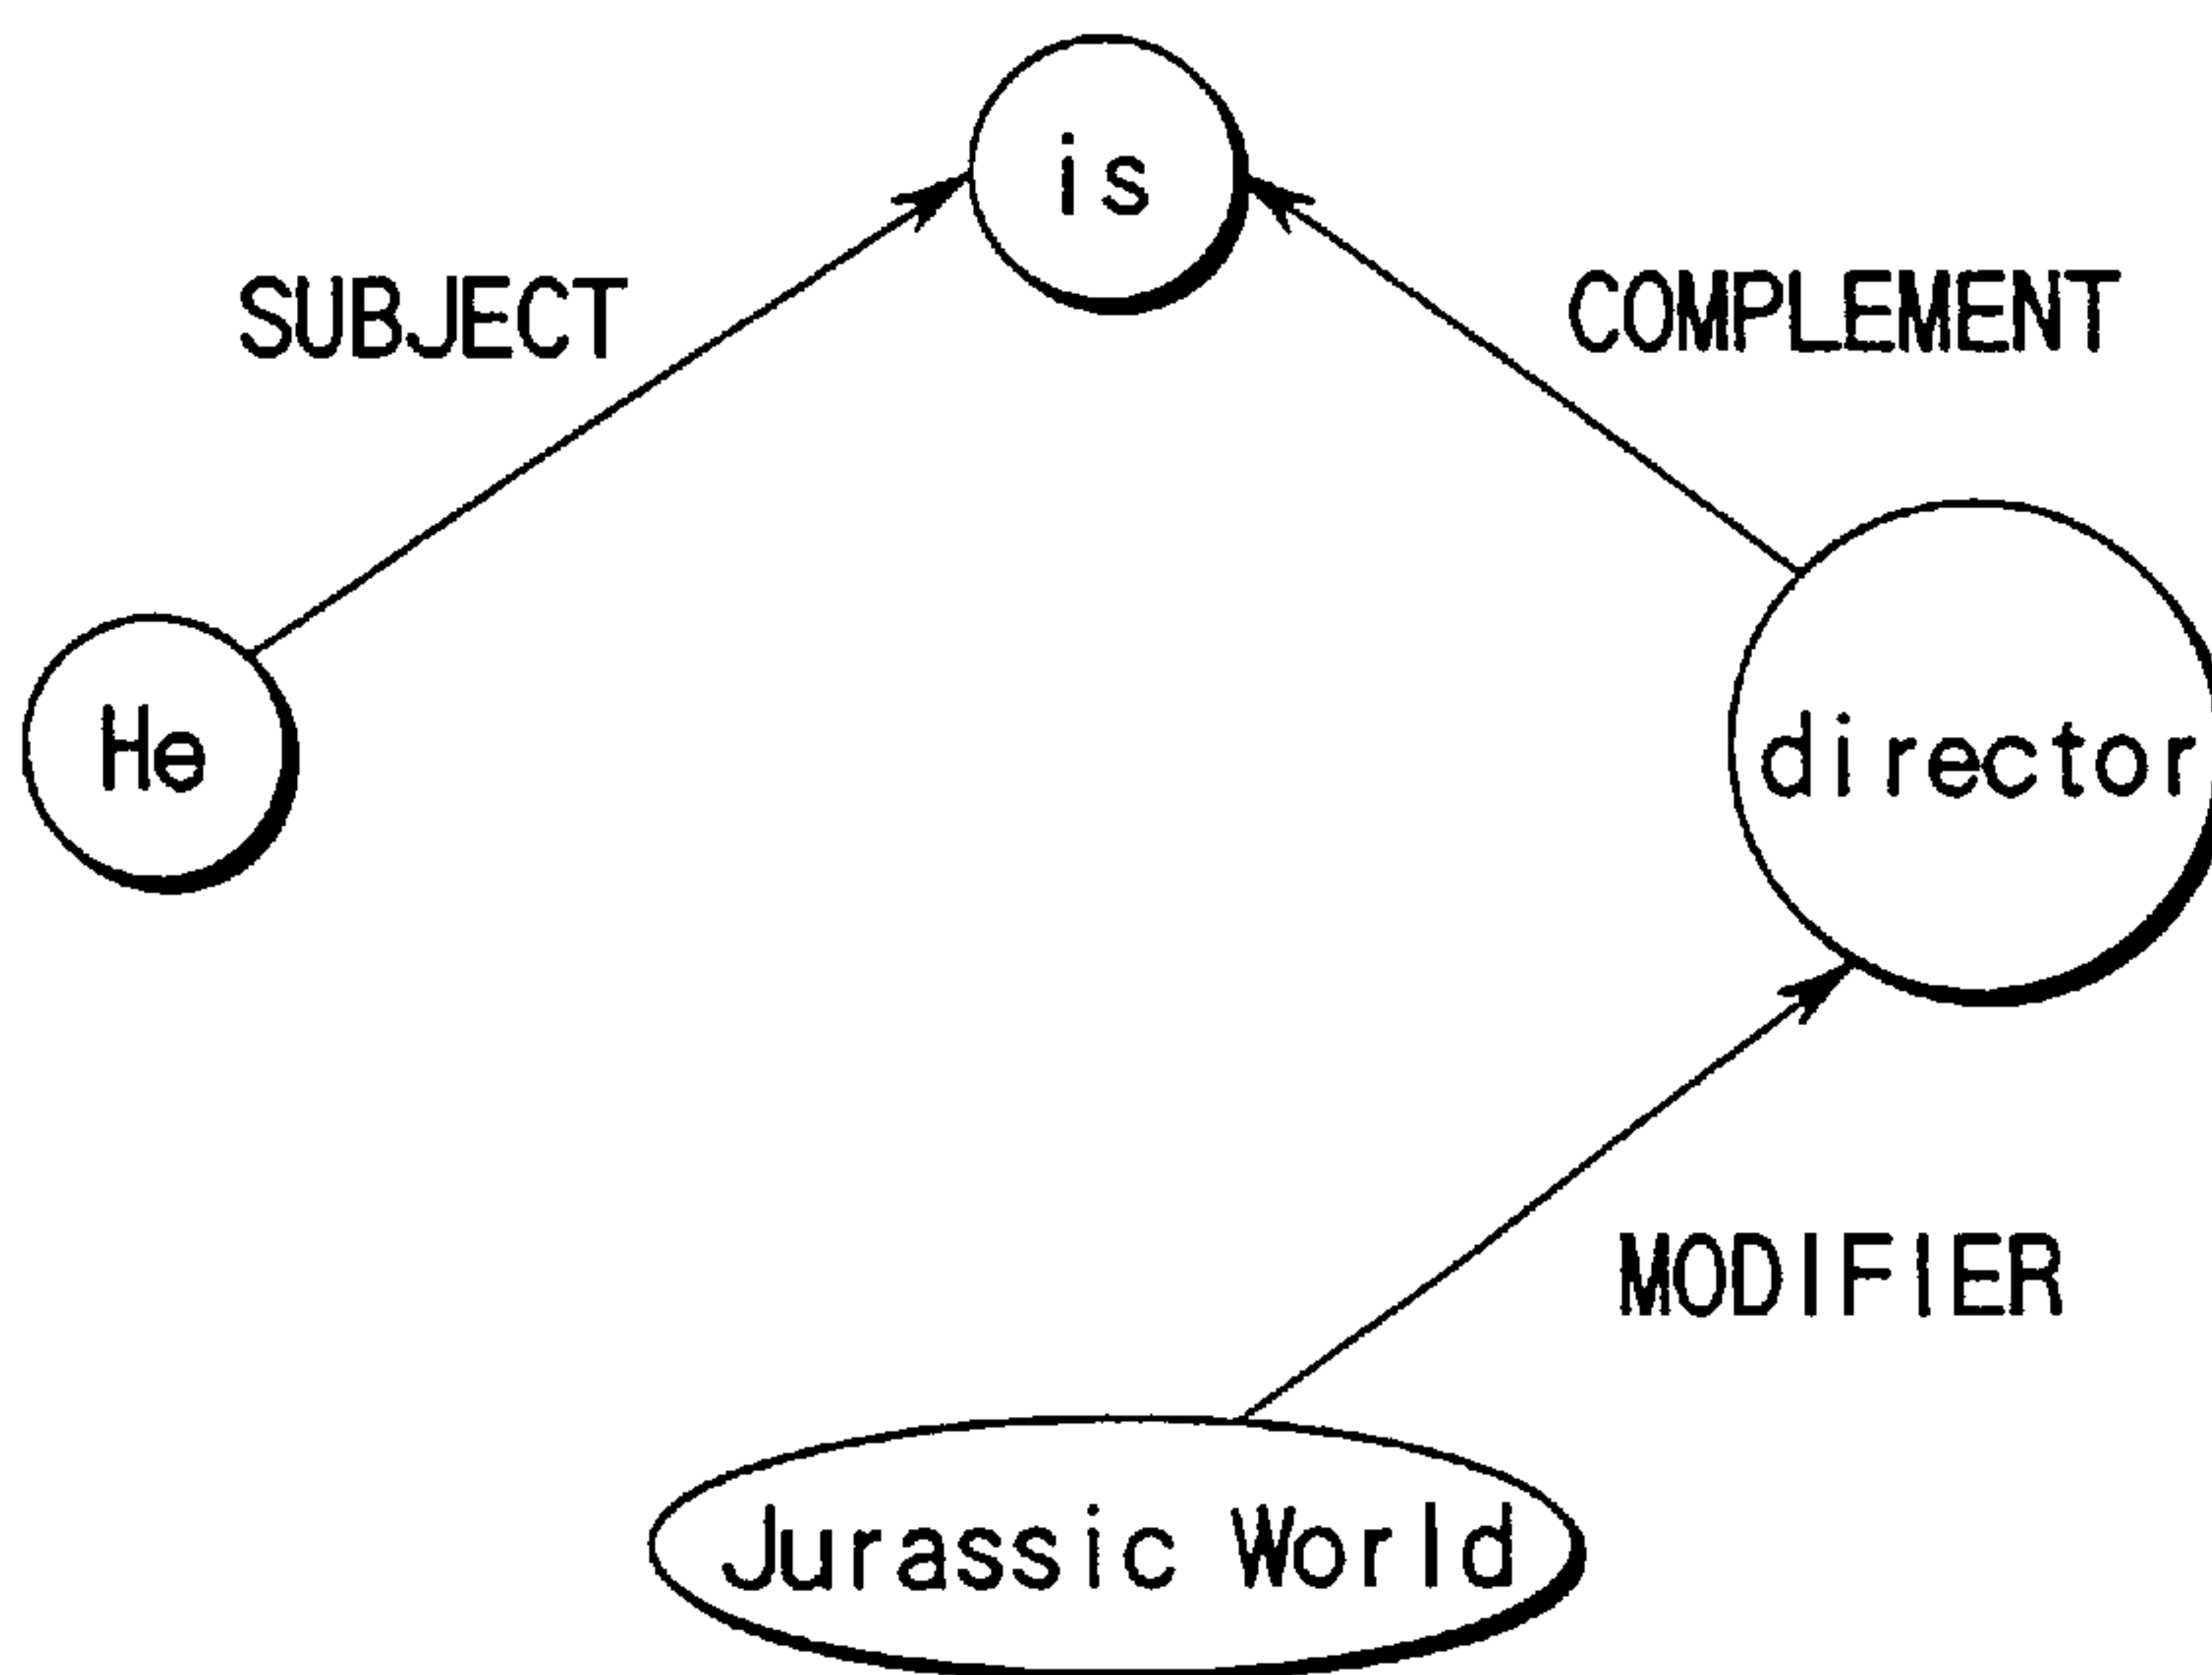 is
SUBJECT
COMPLEMENT
He
director
MODIFIER
Jurassic World